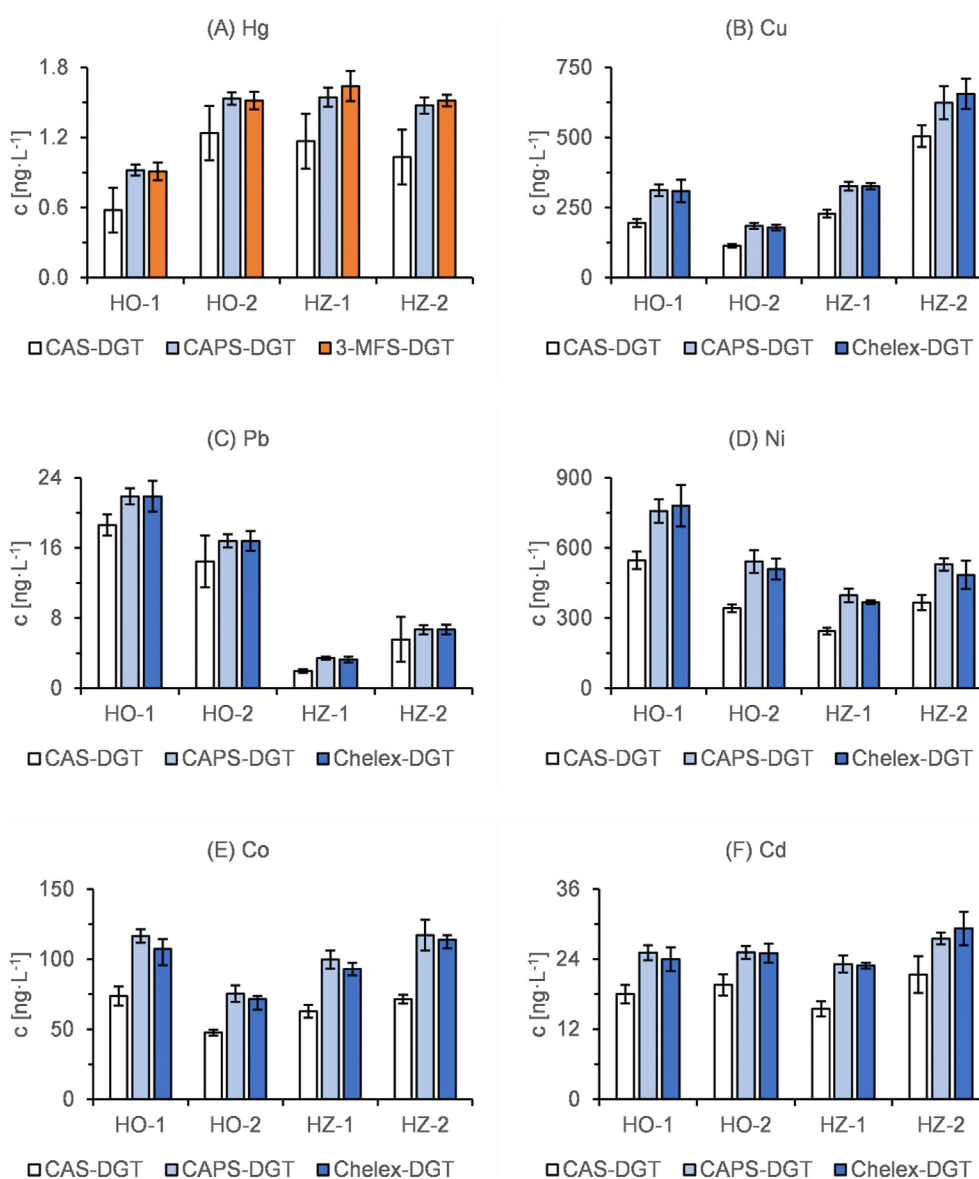 (A) Hg
c [ng·L-1]
1.8
1.2
0.6
0.0
HO-1 HO-2 HZ-1 HZ-2
CAS-DGT CAPS-DGT 3-MFS-DGT
(B) Cu
c [ng·L-1]
750
500
250
0
HO-1 HO-2 HZ-1 HZ-2
CAS-DGT CAPS-DGT Chelex-DGT
(C) Pb
c [ng·L-1]
24
16
8
0
HO-1 HO-2 HZ-1 HZ-2
CAS-DGT CAPS-DGT Chelex-DGT
(D) Ni
c [ng·L-1]
900
600
300
0
HO-1 HO-2 HZ-1 HZ-2
CAS-DGT CAPS-DGT Chelex-DGT
(E) Co
c [ng·L-1]
150
100
50
0
HO-1 HO-2 HZ-1 HZ-2
CAS-DGT CAPS-DGT Chelex-DGT
(F) Cd
c [ng·L-1]
36
24
12
0
HO-1 HO-2 HZ-1 HZ-2
CAS-DGT CAPS-DGT Chelex-DGT